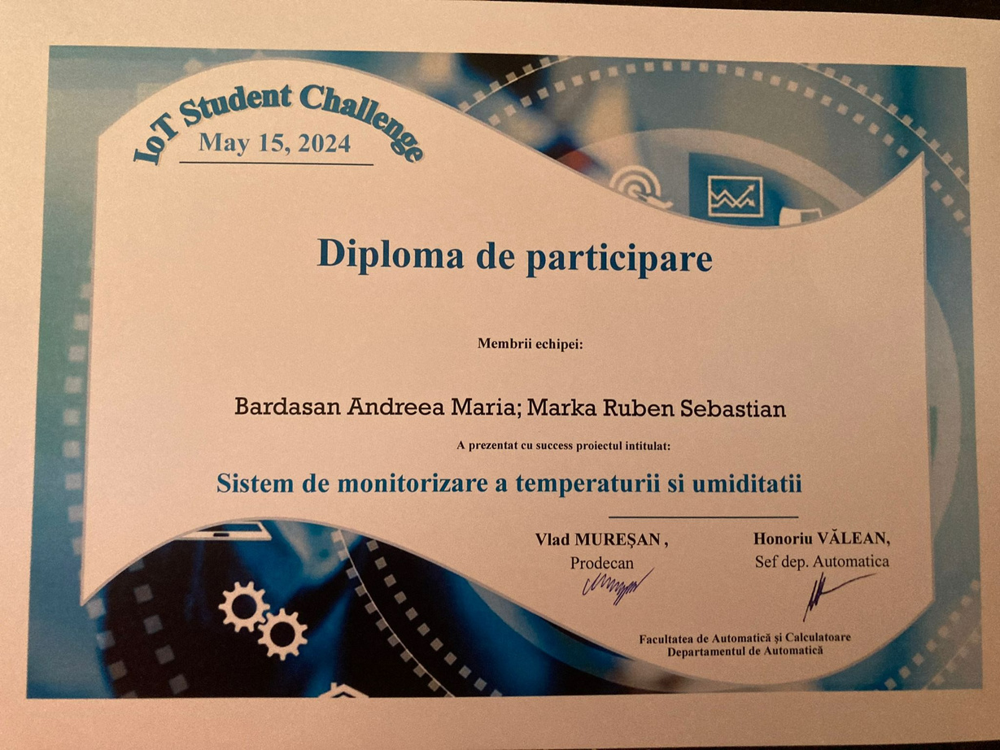 IoT Student Challenge
May 15, 2024
Diploma de participare
Membrii echipei:
Bardasan Andreea Maria; Marka Ruben Sebastian
A prezentat cu success proiectul intitulat:
Sistem de monitorizare a temperaturii si umiditatii
Vlad MUREȘAN ,
Prodecan
Honoriu VĂLEAN,
Sef dep. Automatica
Facultatea de Automatică și Calculatoare
Departamentul de Automatică